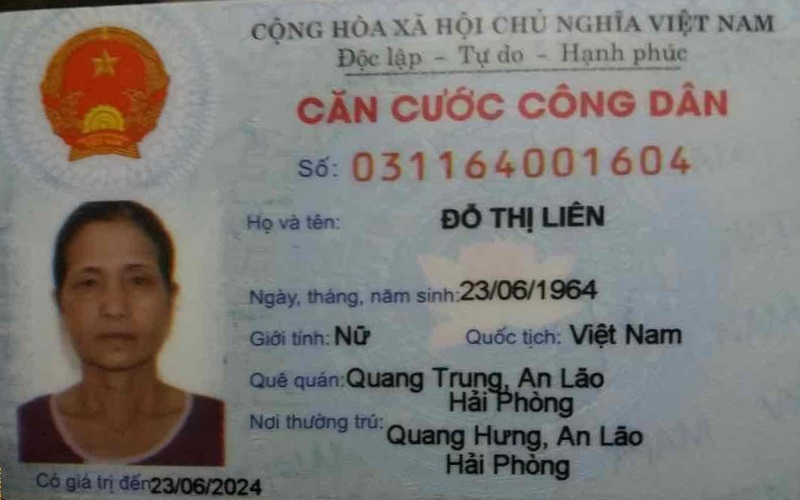 CỘNG HÒA XÃ HỘI CHỦ NGHĨA VIỆT NAM
Độc lập - Tự do - Hạnh phúc
CĂN CƯỚC CÔNG DÂN
Số: 031164001604
Họ và tên: ĐỖ THỊ LIÊN
Ngày, tháng, năm sinh: 23/06/1964
Giới tính: Nữ Quốc tịch: Việt Nam
Quê quán: Quang Trung, An Lão
Hải Phòng
Nơi thường trú: Quang Hưng, An Lão
Hải Phòng
Có giá trị đến 23/06/2024